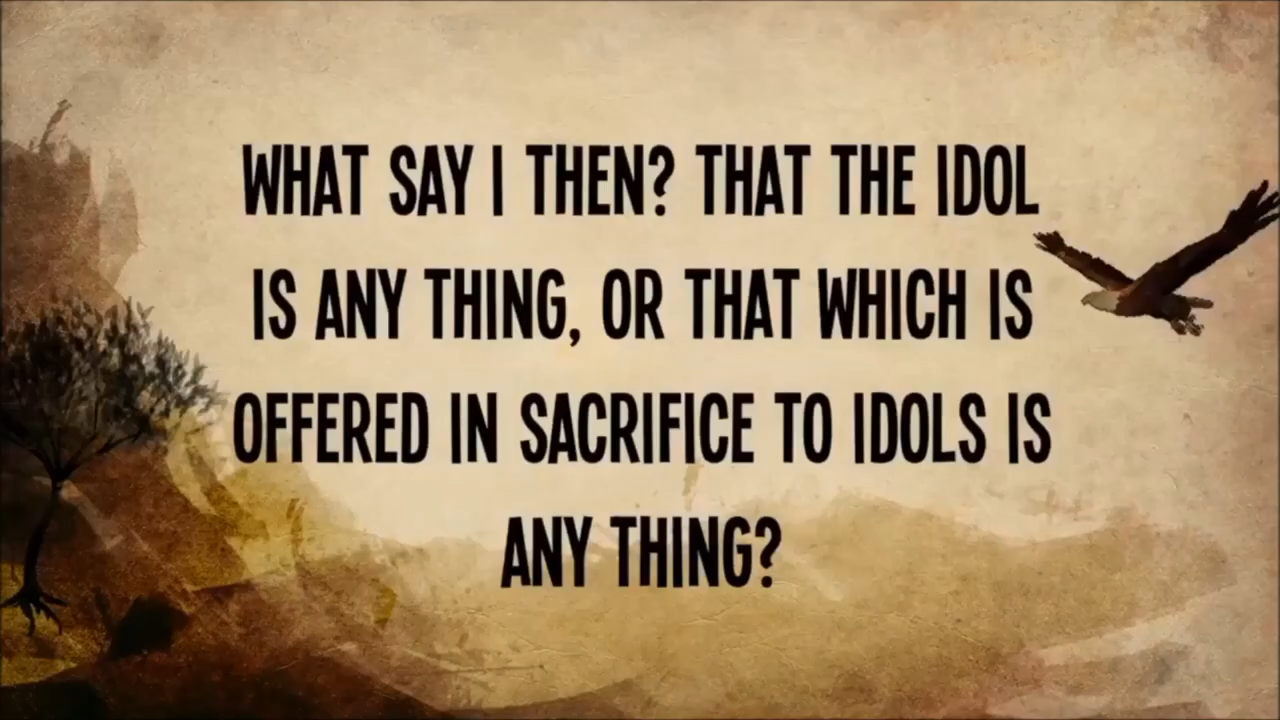 WHAT SAY I THEN? THAT THE IDOL
IS ANY THING, OR THAT WHICH IS
OFFERED IN SACRIFICE TO IDOLS IS
ANY THING?